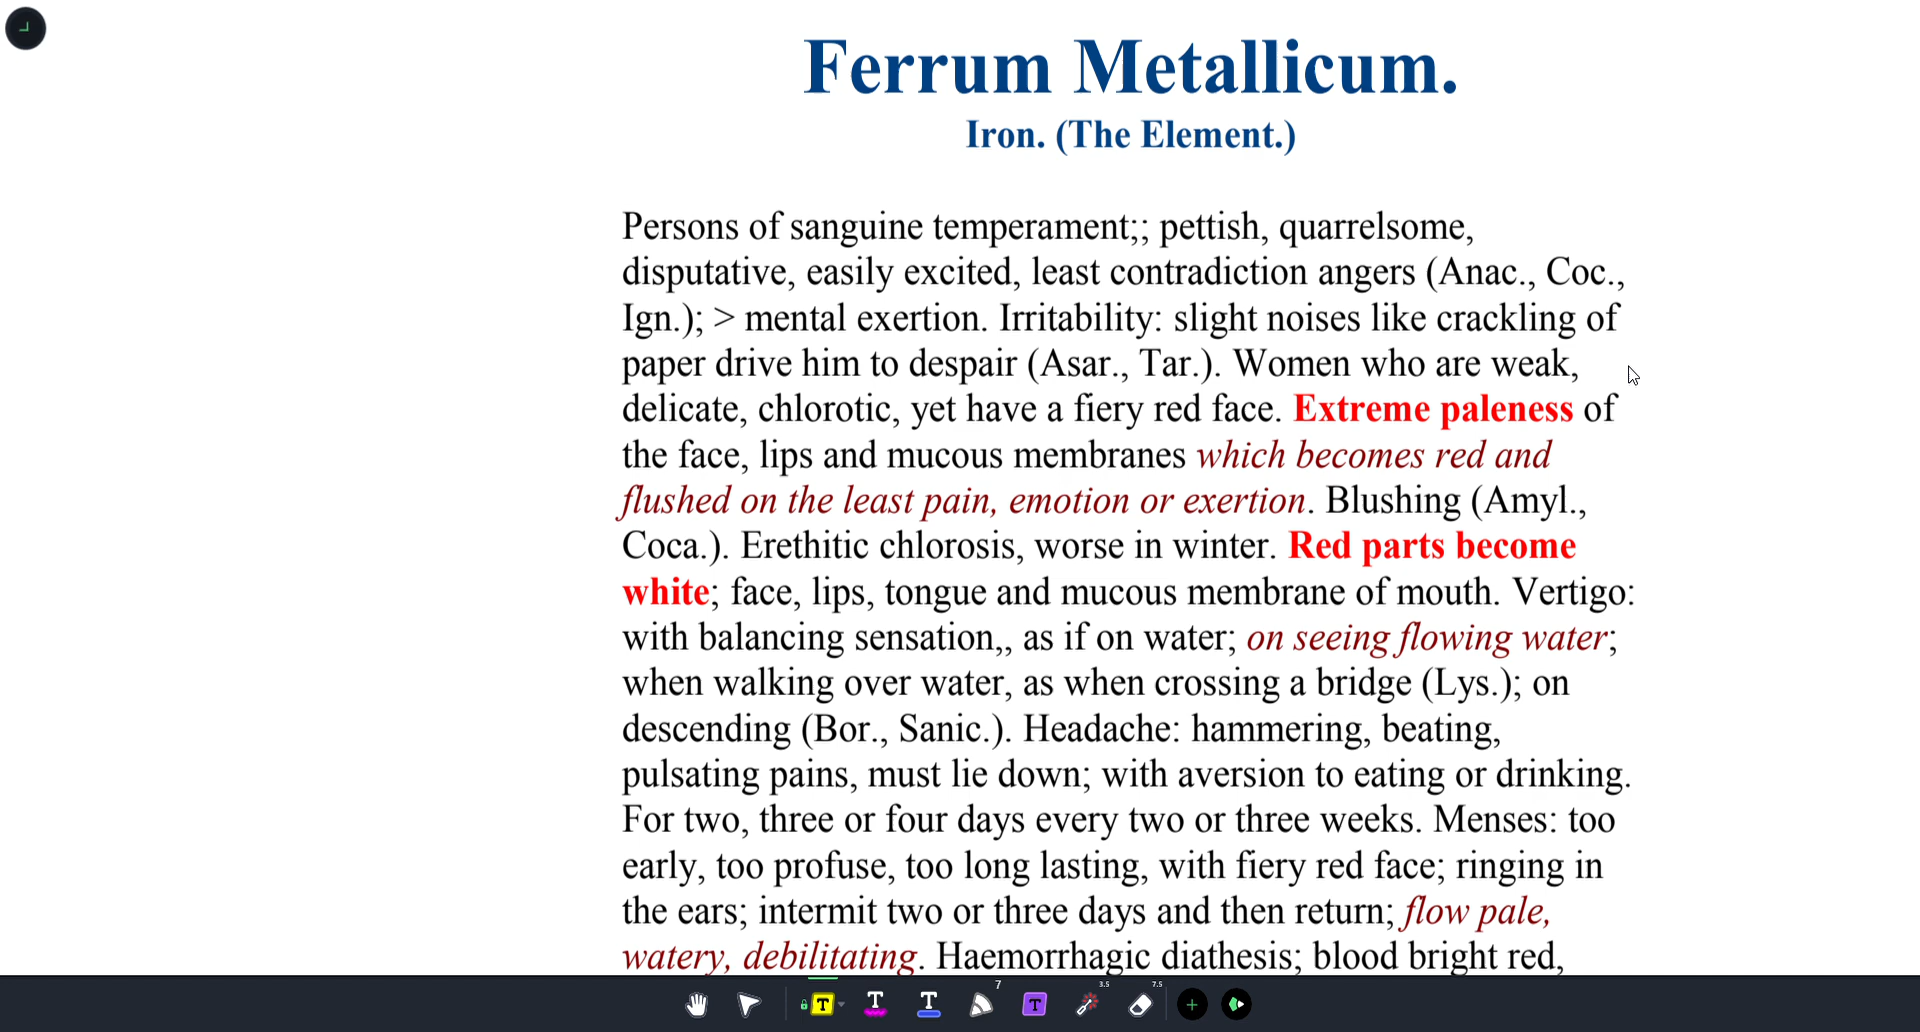 Ferrum Metallicum.
Iron. (The Element.)
Persons of sanguine temperament;; pettish, quarrelsome,
disputative, easily excited, least contradiction angers (Anac., Coc.,
Ign.); > mental exertion. Irritability: slight noises like crackling of
paper drive him to despair (Asar., Tar.). Women who are weak,
delicate, chlorotic, yet have a fiery red face. Extreme paleness of
the face, lips and mucous membranes which becomes red and
flushed on the least pain, emotion or exertion. Blushing (Amyl.,
Coca.). Erethitic chlorosis, worse in winter. Red parts become
white; face, lips, tongue and mucous membrane of mouth. Vertigo:
with balancing sensation,, as if on water; on seeing flowing water;
when walking over water, as when crossing a bridge (Lys.); on
descending (Bor., Sanic.). Headache: hammering, beating,
pulsating pains, must lie down; with aversion to eating or drinking.
For two, three or four days every two or three weeks. Menses: too
early, too profuse, too long lasting, with fiery red face; ringing in
the ears; intermit two or three days and then return; flow pale,
watery, debilitating. Haemorrhagic diathesis; blood bright red,
T T T 7 T 3.5 7.5